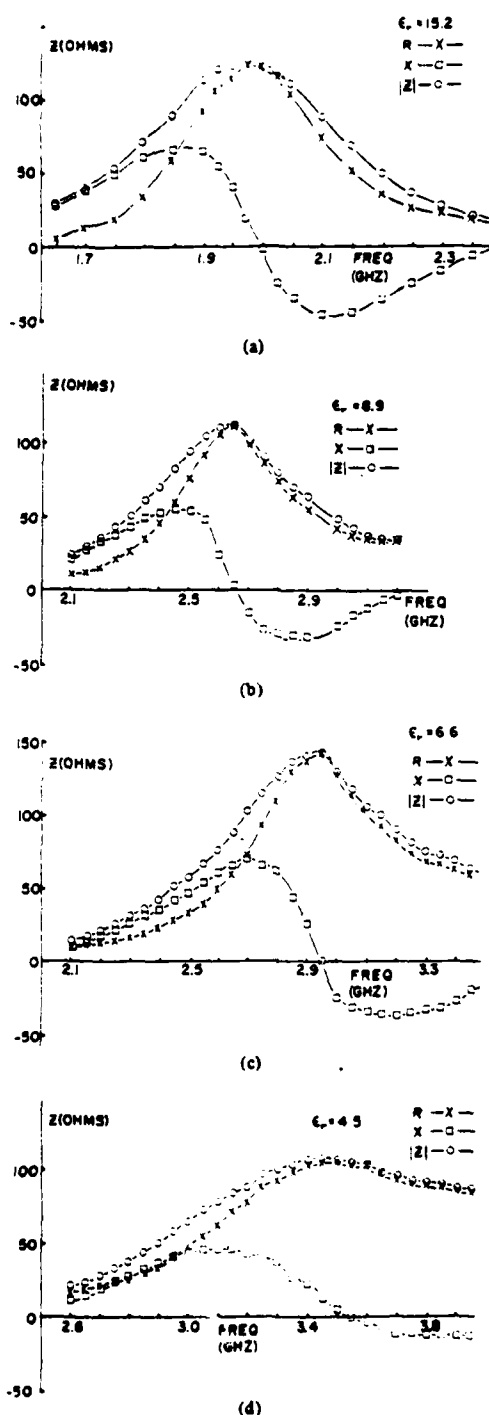 Z(OHMS)
εr = 15.2
R —X—
X —□—
|Z| —O—
100
50
0
-50
1.7 1.9 2.1 FREQ 2.3
(GHZ)
(a)
Z(OHMS)
εr = 8.9
R —X—
X —□—
|Z| —O—
100
50
0
-50
2.1 2.5 2.9 FREQ
(GHZ)
(b)
150
Z(OHMS)
εr = 6.6
R —X—
X —□—
|Z| —O—
100
50
0
-50
2.1 2.5 2.9 FREQ 3.3
(GHZ)
(c)
Z(OHMS)
εr = 4.5
R —X—
X —□—
|Z| —O—
100
50
0
-50
2.6 3.0 FREQ 3.4 3.8
(GHZ)
(d)